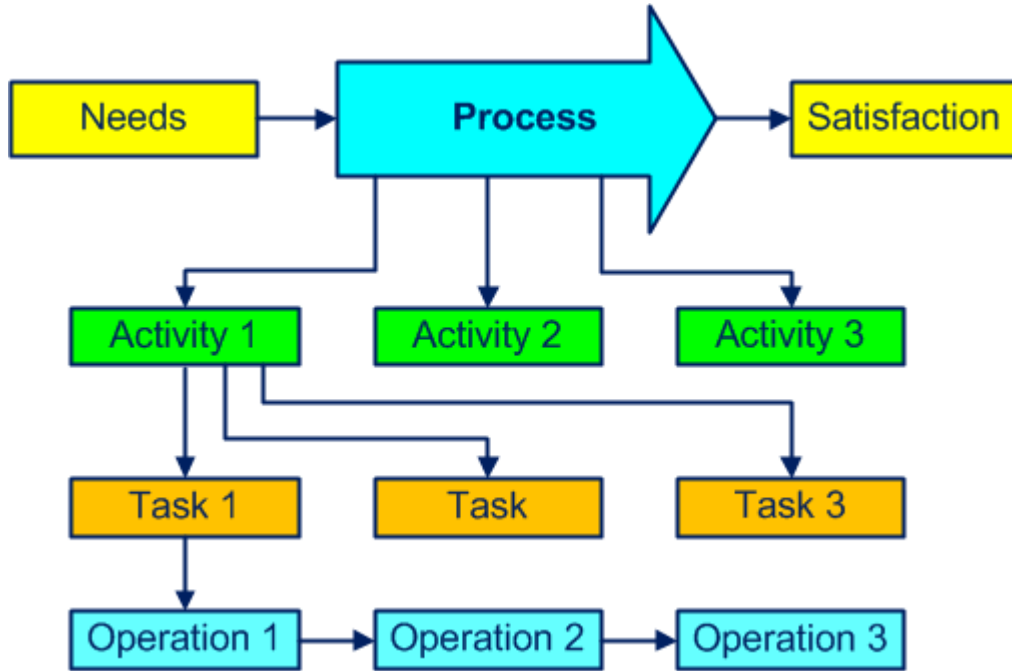 Needs
Process
Satisfaction
Activity 1
Activity 2
Activity 3
Task 1
Task
Task 3
Operation 1
Operation 2
Operation 3